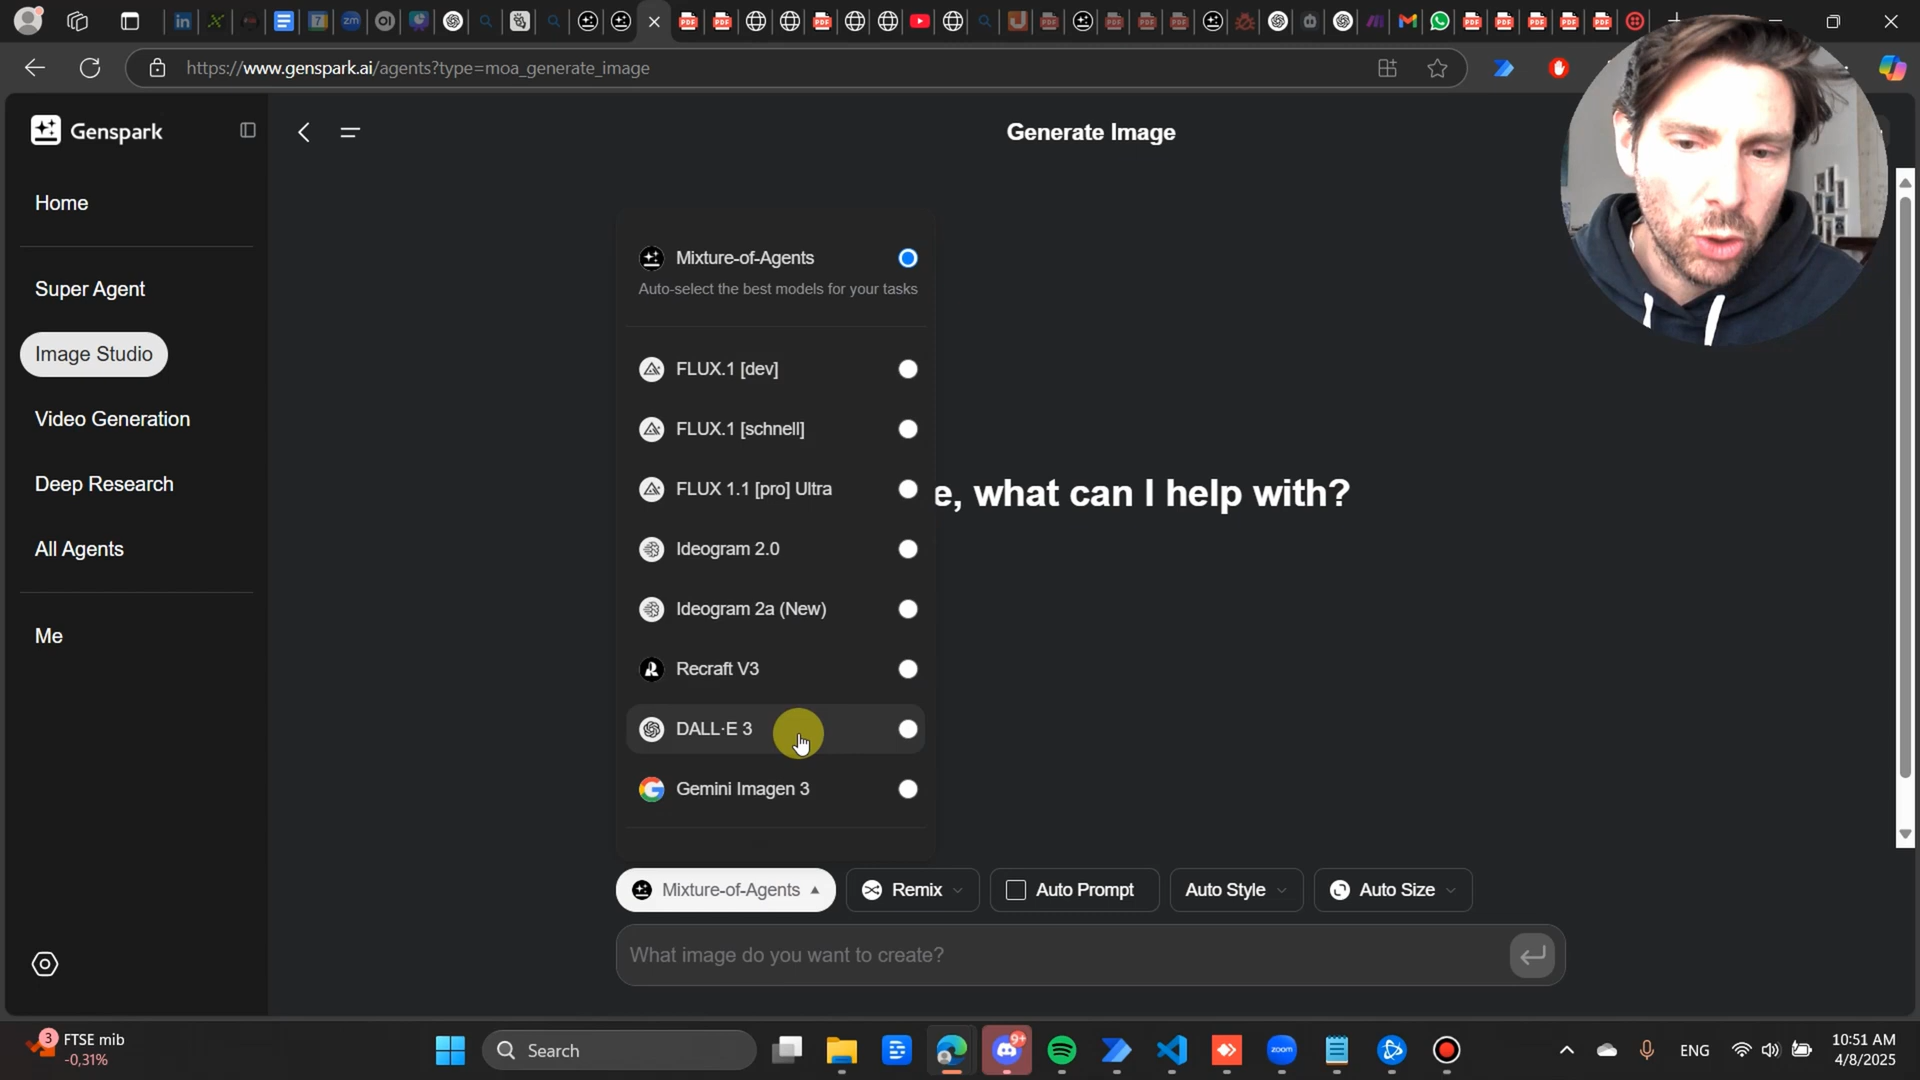 https://www.genspark.ai/agents?type=moa_generate_image
Genspark
Generate Image
Home
Super Agent
Image Studio
Video Generation
Deep Research
All Agents
Me
Mixture-of-Agents
Auto-select the best models for your tasks
FLUX.1 [dev]
FLUX.1 [schnell]
FLUX 1.1 [pro] Ultra
e, what can I help with?
Ideogram 2.0
Ideogram 2a (New)
Recraft V3
DALL·E 3
Gemini Imagen 3
Mixture-of-Agents
Remix
Auto Prompt
Auto Style
Auto Size
What image do you want to create?
3
FTSE mib
-0,31%
Search
9+
zoom
ENG
10:51 AM
4/8/2025